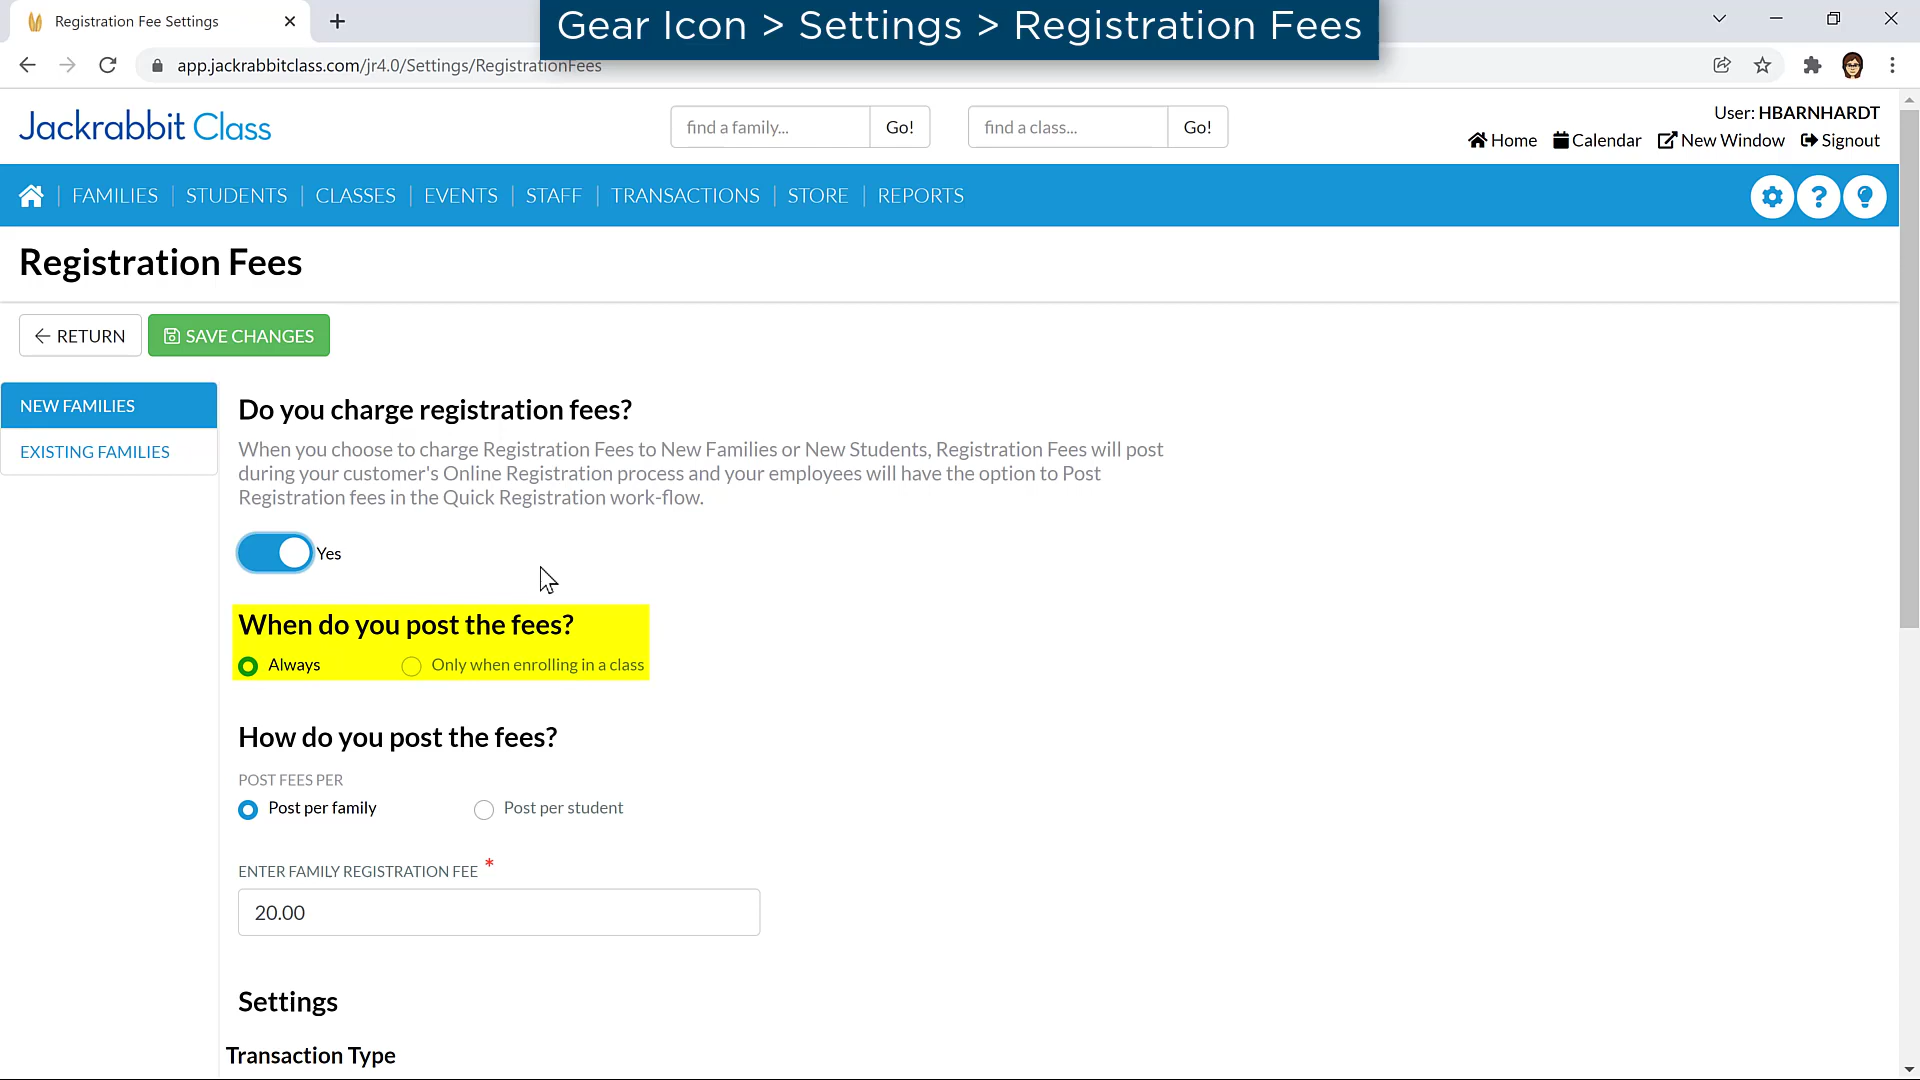 Registration Fee Settings
Gear Icon > Settings > Registration Fees
app.jackrabbitclass.com/jr4.0/Settings/RegistrationFees
Jackrabbit Class
find a family...
Go!
find a class...
Go!
User: HBARNHARDT
Home
Calendar
New Window
Signout
FAMILIES | STUDENTS | CLASSES | EVENTS | STAFF | TRANSACTIONS | STORE | REPORTS
?
Registration Fees
RETURN
SAVE CHANGES
NEW FAMILIES
EXISTING FAMILIES
Do you charge registration fees?
When you choose to charge Registration Fees to New Families or New Students, Registration Fees will post
during your customer's Online Registration process and your employees will have the option to Post
Registration fees in the Quick Registration work-flow.
Yes
When do you post the fees?
Always
Only when enrolling in a class
How do you post the fees?
POST FEES PER
Post per family
Post per student
ENTER FAMILY REGISTRATION FEE *
20.00
Settings
Transaction Type